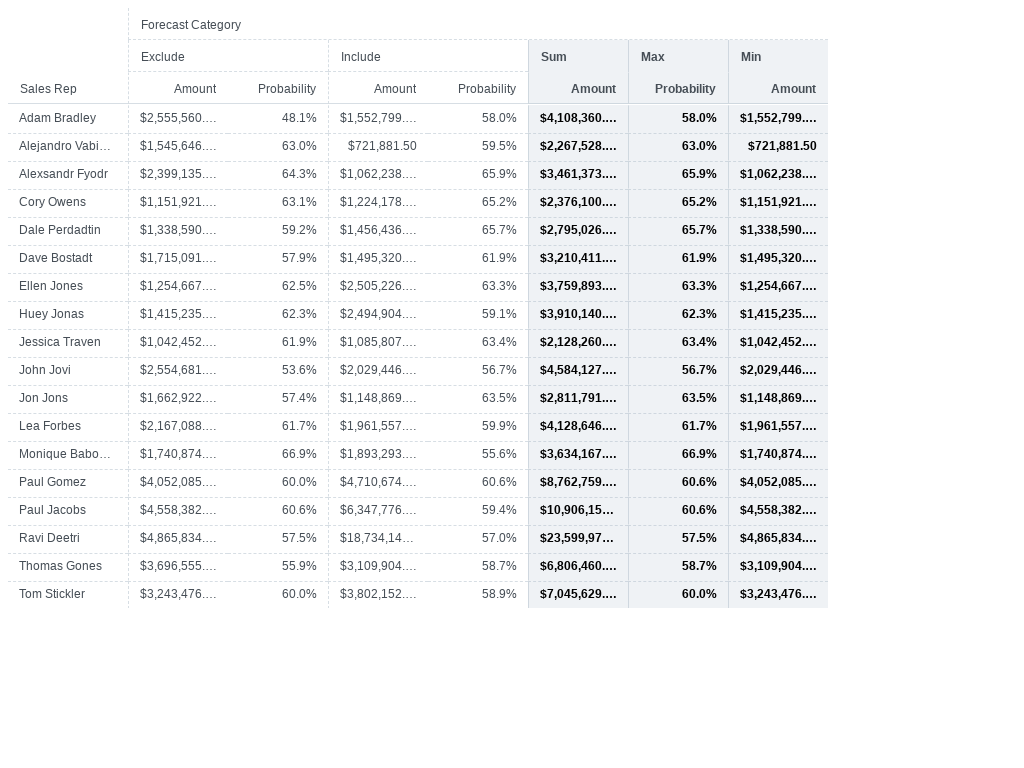 Forecast Category
Exclude Include Sum Max Min
Sales Rep Amount Probability Amount Probability Amount Probability Amount
Adam Bradley $2,555,560.… 48.1% $1,552,799.… 58.0% $4,108,360.… 58.0% $1,552,799.…
Alejandro Vabi… $1,545,646.… 63.0% $721,881.50 59.5% $2,267,528.… 63.0% $721,881.50
Alexsandr Fyodr $2,399,135.… 64.3% $1,062,238.… 65.9% $3,461,373.… 65.9% $1,062,238.…
Cory Owens $1,151,921.… 63.1% $1,224,178.… 65.2% $2,376,100.… 65.2% $1,151,921.…
Dale Perdadtin $1,338,590.… 59.2% $1,456,436.… 65.7% $2,795,026.… 65.7% $1,338,590.…
Dave Bostadt $1,715,091.… 57.9% $1,495,320.… 61.9% $3,210,411.… 61.9% $1,495,320.…
Ellen Jones $1,254,667.… 62.5% $2,505,226.… 63.3% $3,759,893.… 63.3% $1,254,667.…
Huey Jonas $1,415,235.… 62.3% $2,494,904.… 59.1% $3,910,140.… 62.3% $1,415,235.…
Jessica Traven $1,042,452.… 61.9% $1,085,807.… 63.4% $2,128,260.… 63.4% $1,042,452.…
John Jovi $2,554,681.… 53.6% $2,029,446.… 56.7% $4,584,127.… 56.7% $2,029,446.…
Jon Jons $1,662,922.… 57.4% $1,148,869.… 63.5% $2,811,791.… 63.5% $1,148,869.…
Lea Forbes $2,167,088.… 61.7% $1,961,557.… 59.9% $4,128,646.… 61.7% $1,961,557.…
Monique Babo… $1,740,874.… 66.9% $1,893,293.… 55.6% $3,634,167.… 66.9% $1,740,874.…
Paul Gomez $4,052,085.… 60.0% $4,710,674.… 60.6% $8,762,759.… 60.6% $4,052,085.…
Paul Jacobs $4,558,382.… 60.6% $6,347,776.… 59.4% $10,906,15… 60.6% $4,558,382.…
Ravi Deetri $4,865,834.… 57.5% $18,734,14… 57.0% $23,599,97… 57.5% $4,865,834.…
Thomas Gones $3,696,555.… 55.9% $3,109,904.… 58.7% $6,806,460.… 58.7% $3,109,904.…
Tom Stickler $3,243,476.… 60.0% $3,802,152.… 58.9% $7,045,629.… 60.0% $3,243,476.…